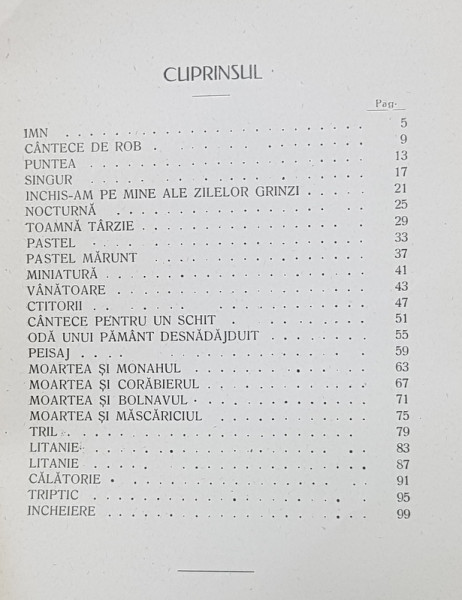 CUPRINSUL
Pag.
IMN . . . . . . . . . . . . . . . . . . . . 5
CÂNTECE DE ROB . . . . . . . . . . . . . . . 9
PUNTEA . . . . . . . . . . . . . . . . . . 13
SINGUR . . . . . . . . . . . . . . . . . . 17
INCHIS-AM PE MINE ALE ZILELOR GRINZI . . . . . 21
NOCTURNĂ . . . . . . . . . . . . . . . . . 25
TOAMNĂ TÂRZIE . . . . . . . . . . . . . . . 29
PASTEL . . . . . . . . . . . . . . . . . . 33
PASTEL MĂRUNT . . . . . . . . . . . . . . . 37
MINIATURĂ . . . . . . . . . . . . . . . . . 41
VÂNĂTOARE . . . . . . . . . . . . . . . . . 43
CTITORII . . . . . . . . . . . . . . . . . . 47
CÂNTECE PENTRU UN SCHIT . . . . . . . . . . 51
ODĂ UNUI PĂMÂNT DESNĂDĂJDUIT . . . . . . . . 55
PEISAJ . . . . . . . . . . . . . . . . . . 59
MOARTEA ȘI MONAHUL . . . . . . . . . . . . 63
MOARTEA ȘI CORĂBIERUL . . . . . . . . . . . 67
MOARTEA ȘI BOLNAVUL . . . . . . . . . . . . 71
MOARTEA ȘI MĂSCĂRICIUL . . . . . . . . . . . 75
TRIL . . . . . . . . . . . . . . . . . . . 79
LITANIE . . . . . . . . . . . . . . . . . . 83
LITANIE . . . . . . . . . . . . . . . . . . 87
CĂLĂTORIE . . . . . . . . . . . . . . . . . 91
TRIPTIC . . . . . . . . . . . . . . . . . . 95
INCHEIERE . . . . . . . . . . . . . . . . . 99